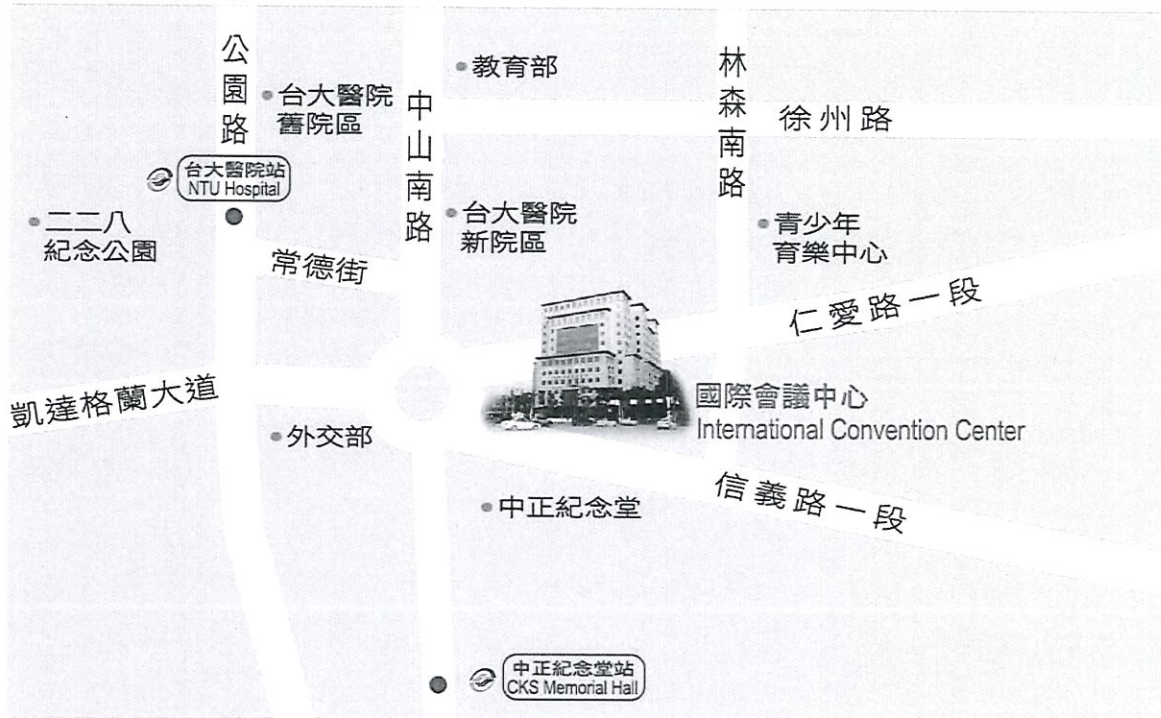 公園路
台大醫院
舊院區
中山南路
教育部
林森南路
徐州路
台大醫院站
NTU Hospital
二二八
紀念公園
台大醫院
新院區
青少年
育樂中心
常德街
仁愛路一段
凱達格蘭大道
國際會議中心
International Convention Center
外交部
中正紀念堂
信義路一段
中正紀念堂站
CKS Memorial Hall